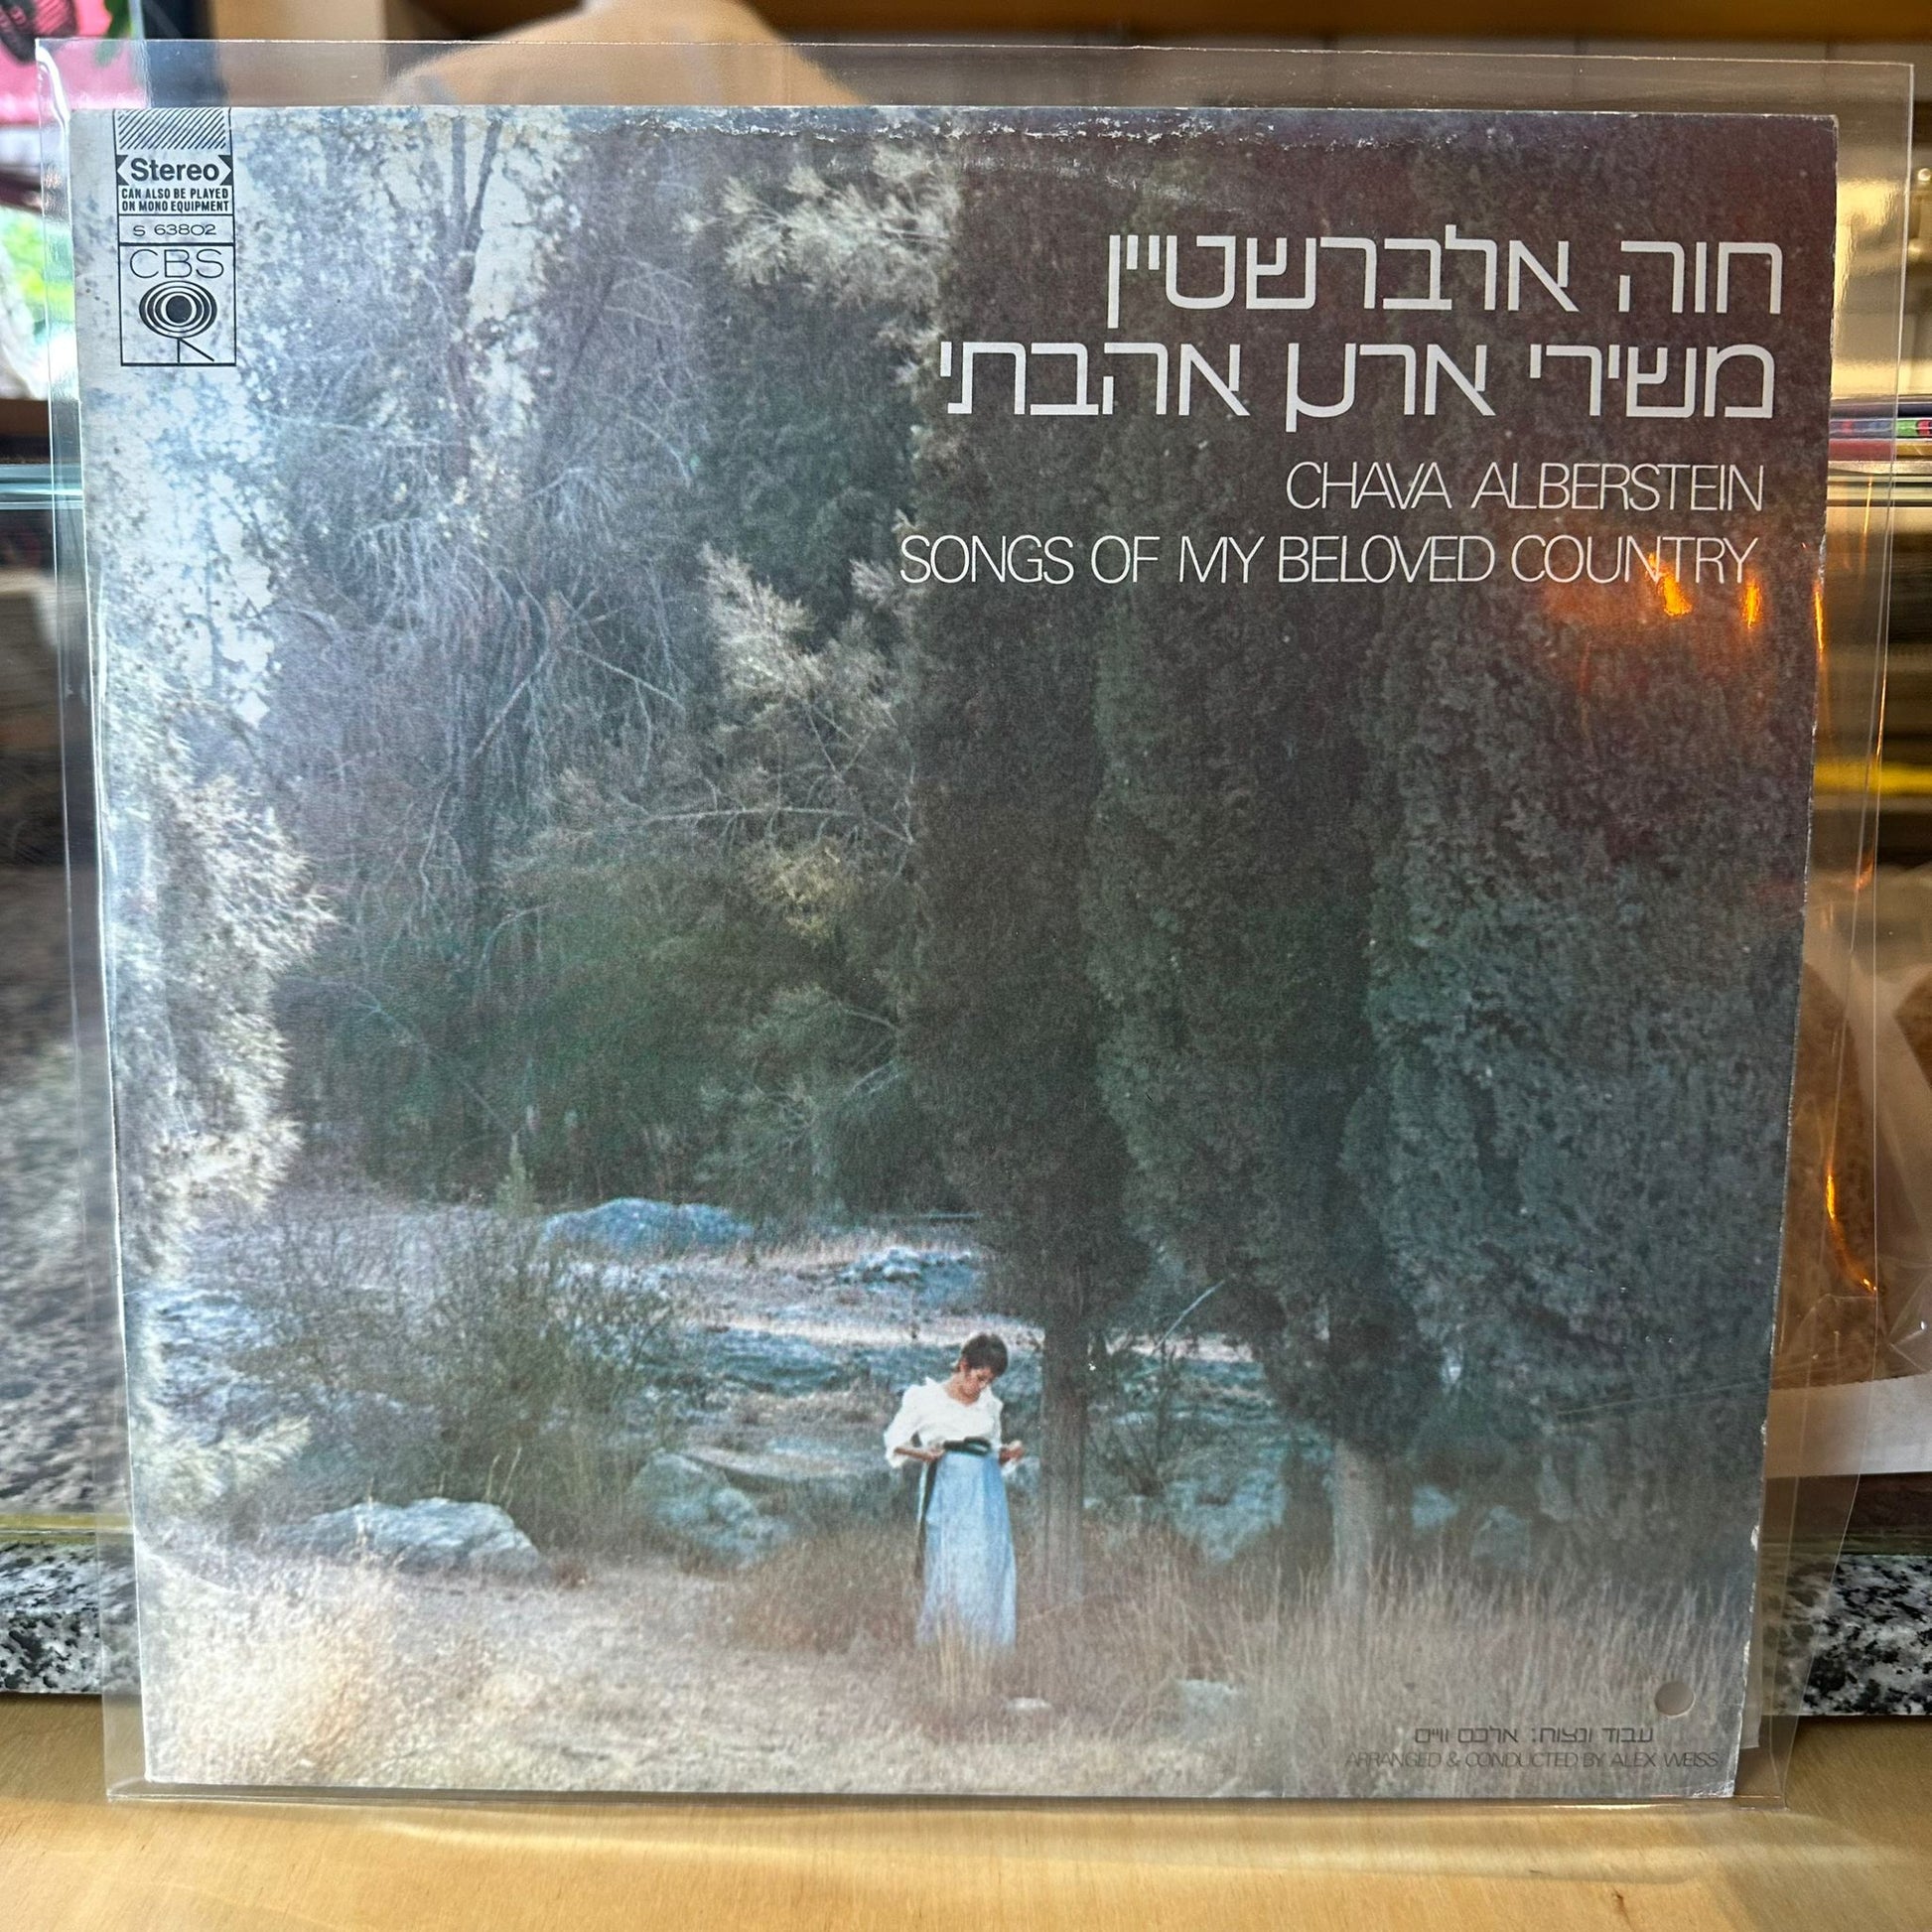 Stereo
CAN ALSO BE PLAYED
ON MONO EQUIPMENT
S 63802
CBS
חוה אלברשטיין
משירי ארץ אהבתי
CHAVA ALBERSTEIN
SONGS OF MY BELOVED COUNTRY
עבוד ונצוח: אלכס וייס
ARRANGED & CONDUCTED BY ALEX WEISS